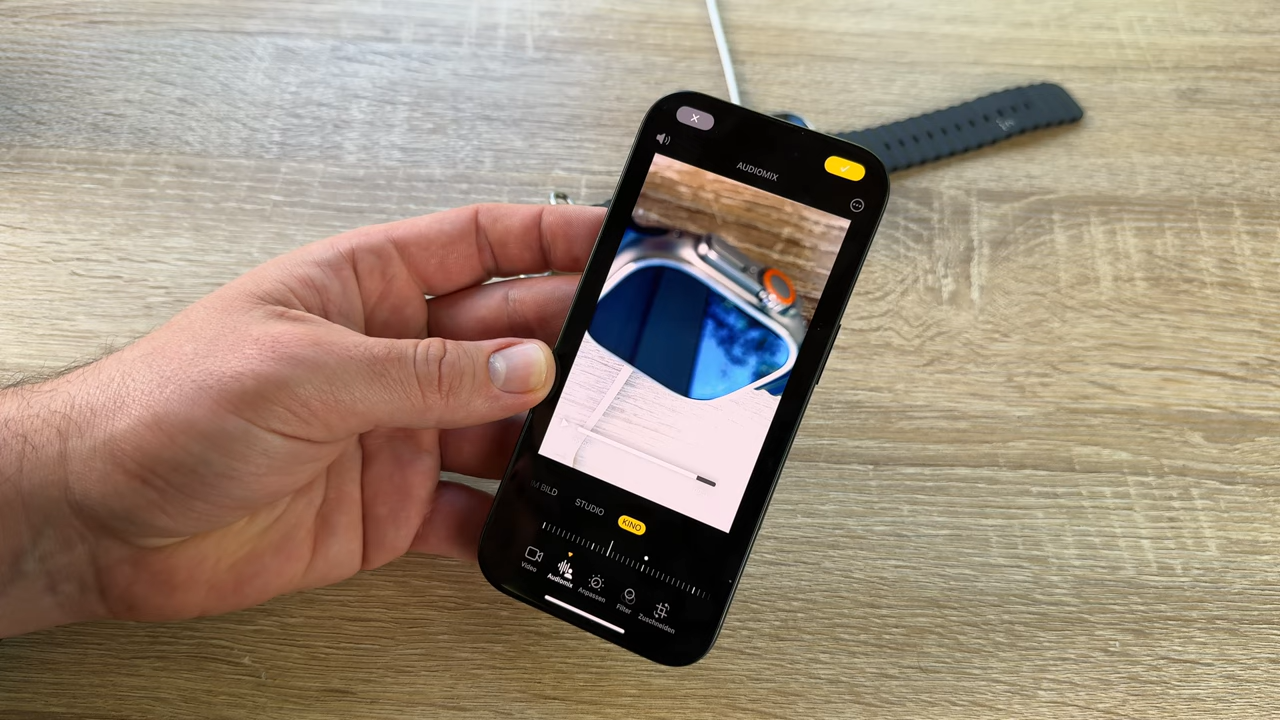 AUDIOMIX
M BILD
STUDIO
KINO
Video
Audiomix
Anpassen
Filter
Zuschneiden